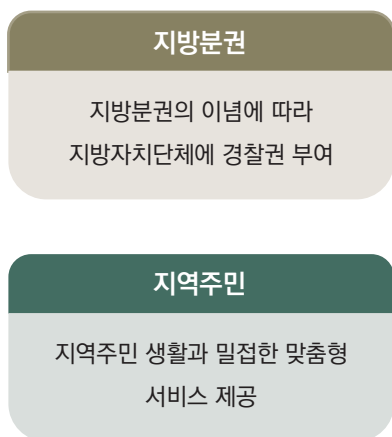 지방분권
지방분권의 이념에 따라
지방자치단체에 경찰권 부여
지역주민
지역주민 생활과 밀접한 맞춤형
서비스 제공